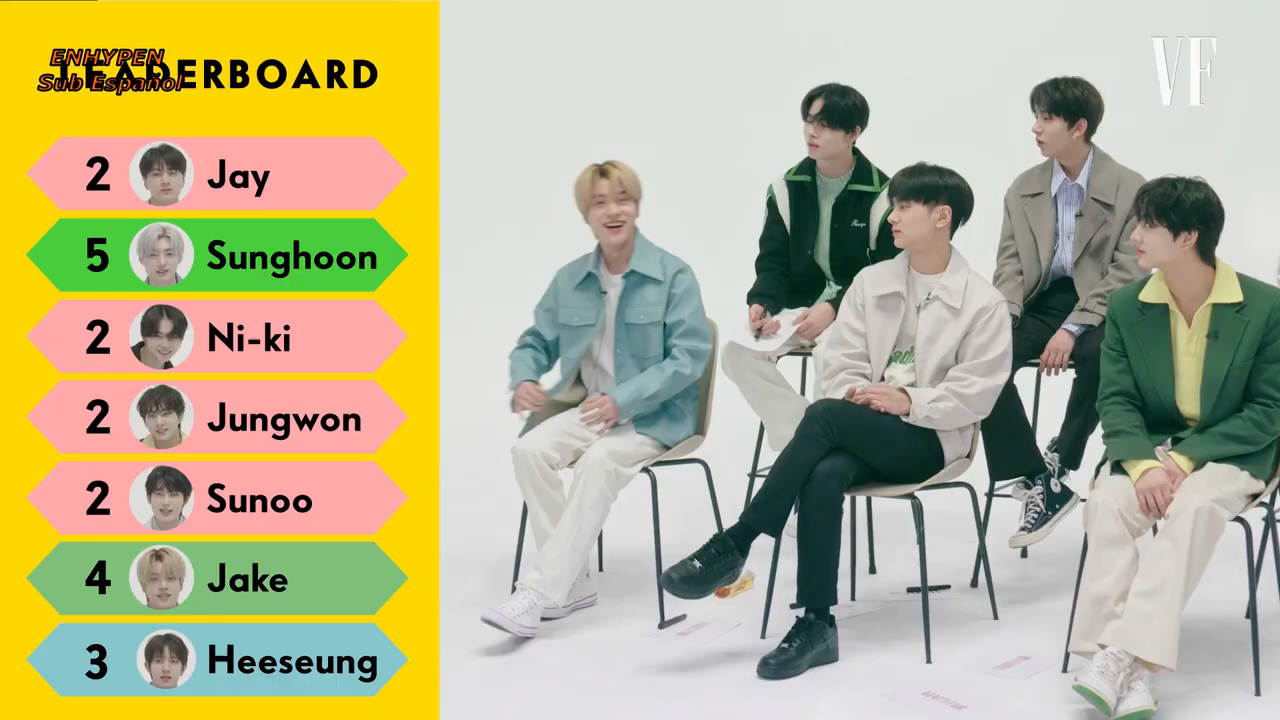 ENHYPEN
Sub Español
LEADERBOARD
VF
2 Jay
5 Sunghoon
2 Ni-ki
2 Jungwon
2 Sunoo
4 Jake
3 Heeseung